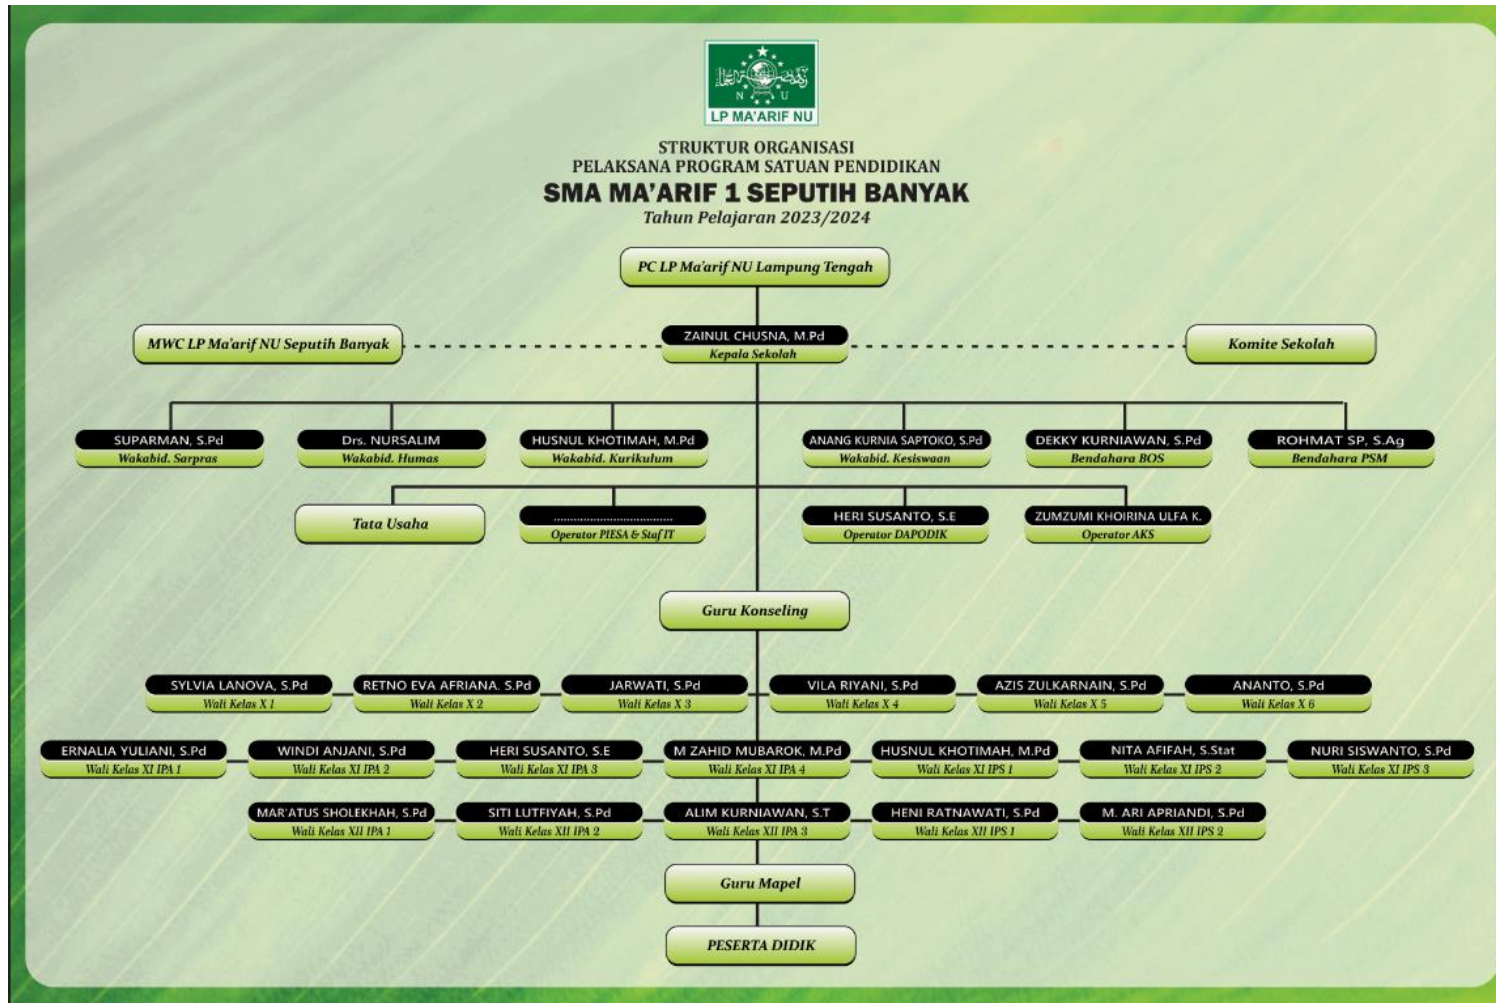 N U
LP MA'ARIF NU
STRUKTUR ORGANISASI
PELAKSANA PROGRAM SATUAN PENDIDIKAN
SMA MA'ARIF 1 SEPUTIH BANYAK
Tahun Pelajaran 2023/2024
PC LP Ma'arif NU Lampung Tengah
MWC LP Ma'arif NU Seputih Banyak
ZAINUL CHUSNA, M.Pd
Kepala Sekolah
Komite Sekolah
SUPARMAN, S.Pd
Wakabid. Sarpras
Drs. NURSALIM
Wakabid. Humas
HUSNUL KHOTIMAH, M.Pd
Wakabid. Kurikulum
ANANG KURNIA SAPTOKO, S.Pd
Wakabid. Kesiswaan
DEKKY KURNIAWAN, S.Pd
Bendahara BOS
ROHMAT SP, S.Ag
Bendahara PSM
Tata Usaha
....................................
Operator PIESA & Staf IT
HERI SUSANTO, S.E
Operator DAPODIK
ZUMZUMI KHOIRINA ULFA K.
Operator AKS
Guru Konseling
SYLVIA LANOVA, S.Pd
Wali Kelas X 1
RETNO EVA AFRIANA. S.Pd
Wali Kelas X 2
JARWATI, S.Pd
Wali Kelas X 3
VILA RIYANI, S.Pd
Wali Kelas X 4
AZIS ZULKARNAIN, S.Pd
Wali Kelas X 5
ANANTO, S.Pd
Wali Kelas X 6
ERNALIA YULIANI, S.Pd
Wali Kelas XI IPA 1
WINDI ANJANI, S.Pd
Wali Kelas XI IPA 2
HERI SUSANTO, S.E
Wali Kelas XI IPA 3
M ZAHID MUBAROK, M.Pd
Wali Kelas XI IPA 4
HUSNUL KHOTIMAH, M.Pd
Wali Kelas XI IPS 1
NITA AFIFAH, S.Stat
Wali Kelas XI IPS 2
NURI SISWANTO, S.Pd
Wali Kelas XI IPS 3
MAR'ATUS SHOLEKHAH, S.Pd
Wali Kelas XII IPA 1
SITI LUTFIYAH, S.Pd
Wali Kelas XII IPA 2
ALIM KURNIAWAN, S.T
Wali Kelas XII IPA 3
HENI RATNAWATI, S.Pd
Wali Kelas XII IPS 1
M. ARI APRIANDI, S.Pd
Wali Kelas XII IPS 2
Guru Mapel
PESERTA DIDIK